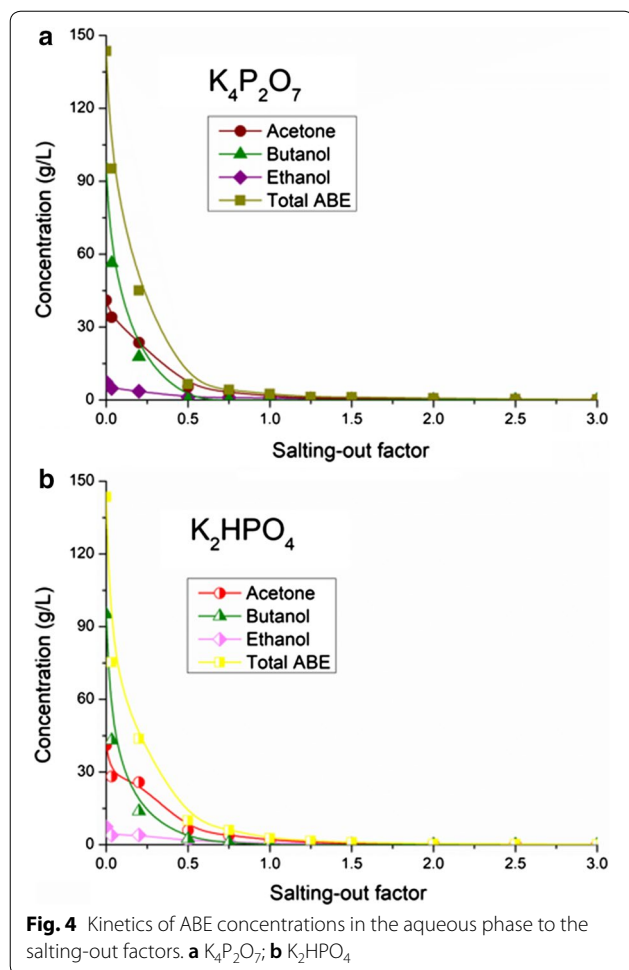 a
150
120
90
60
30
0
Concentration (g/L)
K₄P₂O₇
Acetone
Butanol
Ethanol
Total ABE
0.0 0.5 1.0 1.5 2.0 2.5 3.0
Salting-out factor
b
150
120
90
60
30
0
Concentration (g/L)
K₂HPO₄
Acetone
Butanol
Ethanol
Total ABE
0.0 0.5 1.0 1.5 2.0 2.5 3.0
Salting-out factor
Fig. 4 Kinetics of ABE concentrations in the aqueous phase to the
salting-out factors. a K₄P₂O₇; b K₂HPO₄